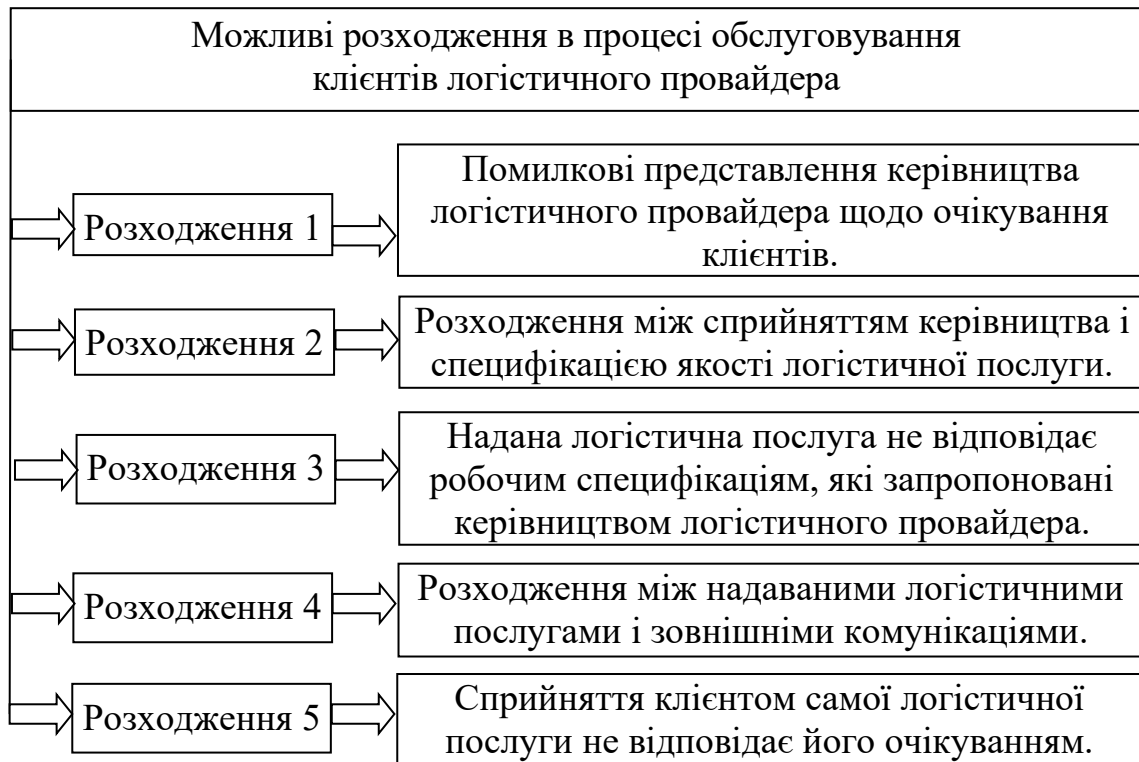 Можливі розходження в процесі обслуговування
клієнтів логістичного провайдера
Розходження 1
Помилкові представлення керівництва
логістичного провайдера щодо очікування
клієнтів.
Розходження 2
Розходження між сприйняттям керівництва і
специфікацією якості логістичної послуги.
Розходження 3
Надана логістична послуга не відповідає
робочим специфікаціям, які запропоновані
керівництвом логістичного провайдера.
Розходження 4
Розходження між надаваними логістичними
послугами і зовнішніми комунікаціями.
Розходження 5
Сприйняття клієнтом самої логістичної
послуги не відповідає його очікуванням.